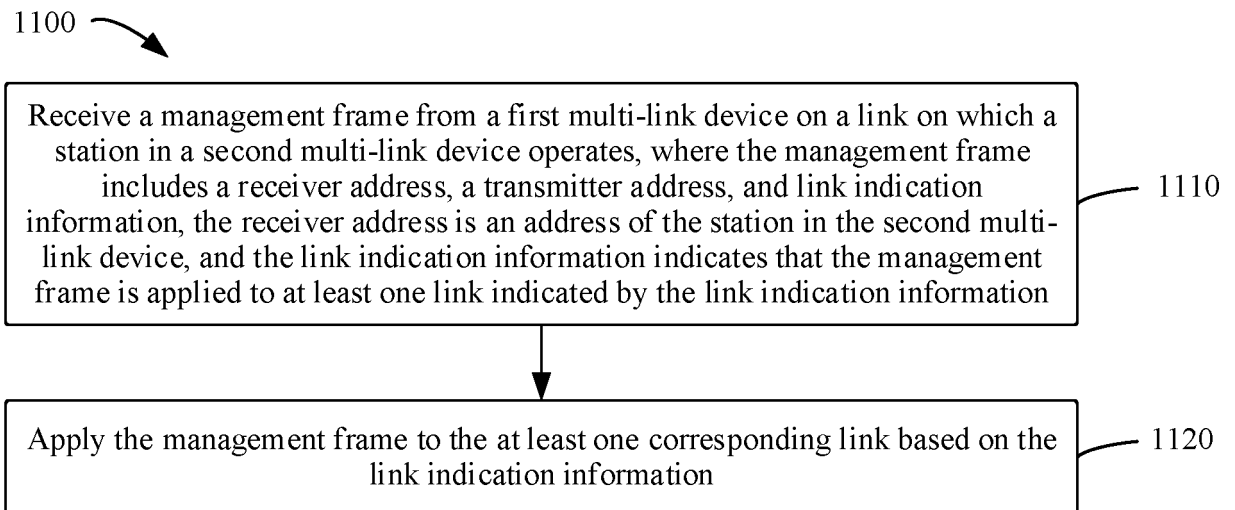 1100
Receive a management frame from a first multi-link device on a link on which a
station in a second multi-link device operates, where the management frame
includes a receiver address, a transmitter address, and link indication
information, the receiver address is an address of the station in the second multi-
link device, and the link indication information indicates that the management
frame is applied to at least one link indicated by the link indication information
1110
Apply the management frame to the at least one corresponding link based on the
link indication information
1120